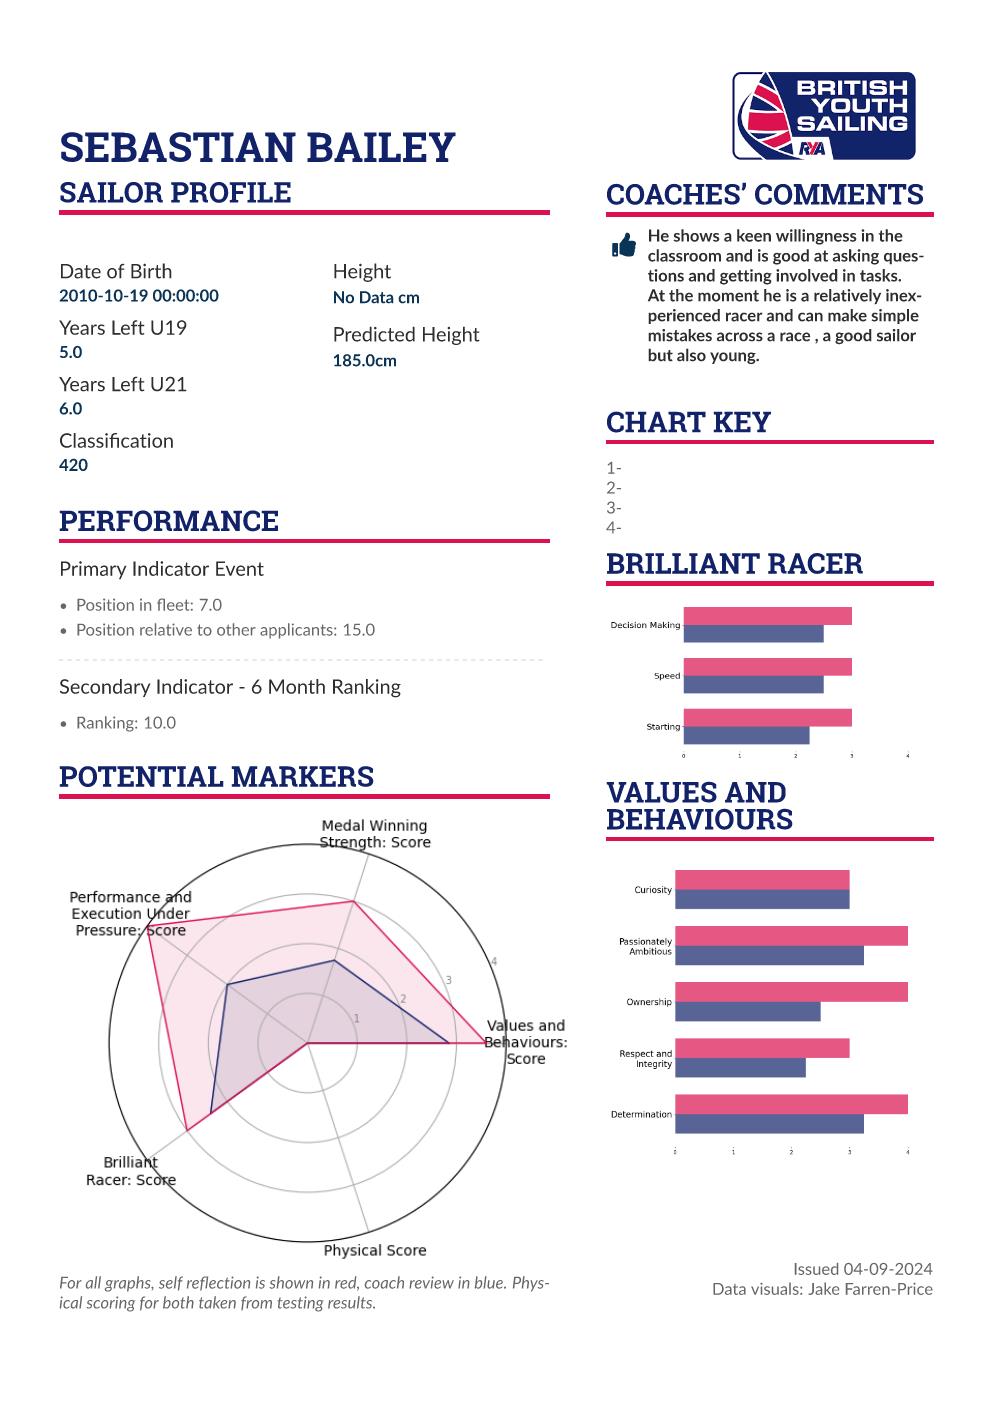 BRITISH
YOUTH
SAILING
RYA
SEBASTIAN BAILEY
SAILOR PROFILE
Date of Birth
2010-10-19 00:00:00
Years Left U19
5.0
Years Left U21
6.0
Classification
420
Height
No Data cm
Predicted Height
185.0cm
PERFORMANCE
Primary Indicator Event
• Position in fleet: 7.0
• Position relative to other applicants: 15.0
Secondary Indicator - 6 Month Ranking
• Ranking: 10.0
POTENTIAL MARKERS
Medal Winning
Strength: Score
Performance and
Execution Under
Pressure: Score
4
3
2
1
Values and
Behaviours:
Score
Brilliant
Racer: Score
Physical Score
For all graphs, self reflection is shown in red, coach review in blue. Phys-
ical scoring for both taken from testing results.
COACHES' COMMENTS
He shows a keen willingness in the
classroom and is good at asking ques-
tions and getting involved in tasks.
At the moment he is a relatively inex-
perienced racer and can make simple
mistakes across a race , a good sailor
but also young.
CHART KEY
1-
2-
3-
4-
BRILLIANT RACER
Decision Making
Speed
Starting
0 1 2 3 4
VALUES AND
BEHAVIOURS
Curiosity
Passionately
Ambitious
Ownership
Respect and
Integrity
Determination
0 1 2 3 4
Issued 04-09-2024
Data visuals: Jake Farren-Price